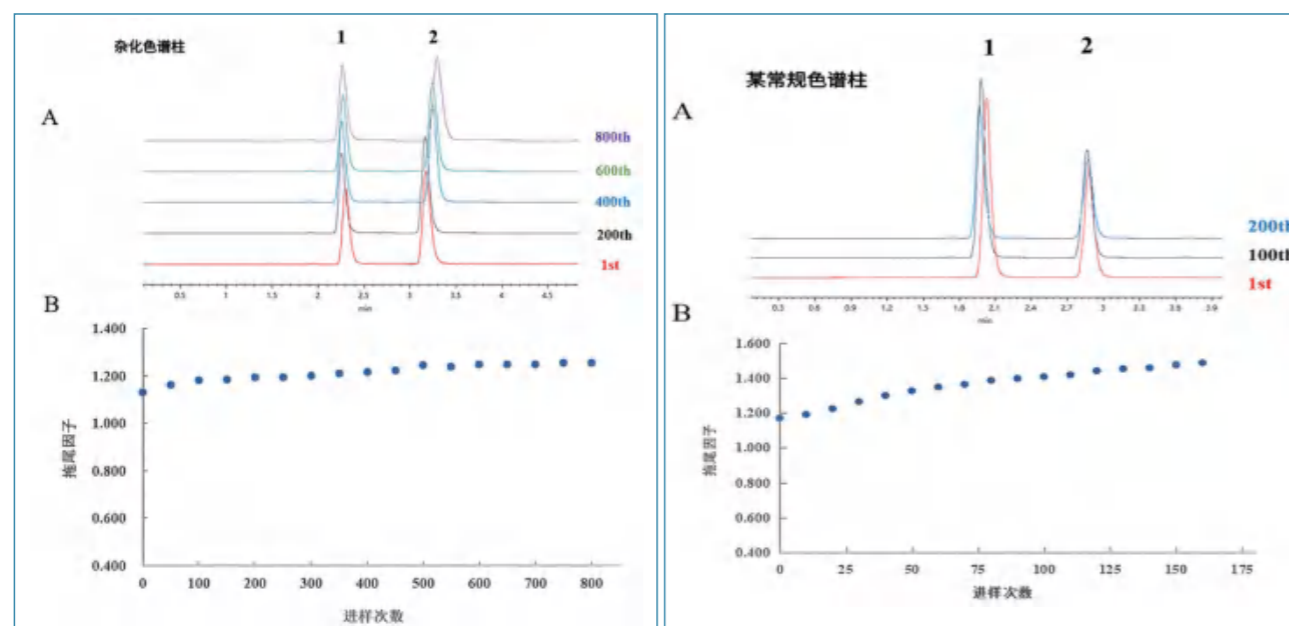 杂化色谱柱
1 2
A
800th
600th
400th
200th
1st
0.5 1 1.5 2 2.5 3 3.5 4 4.5
min
B
1.400
1.200
1.000
0.800
0.600
0.400
拖尾因子
0 100 200 300 400 500 600 700 800
进样次数
1 2
某常规色谱柱
A
200th
100th
1st
0.3 0.6 0.9 1.2 1.5 1.8 2.1 2.4 2.7 3 3.3 3.6 3.9
min
B
1.600
1.400
1.200
1.000
0.800
0.600
0.400
拖尾因子
0 25 50 75 100 125 150 175
进样次数